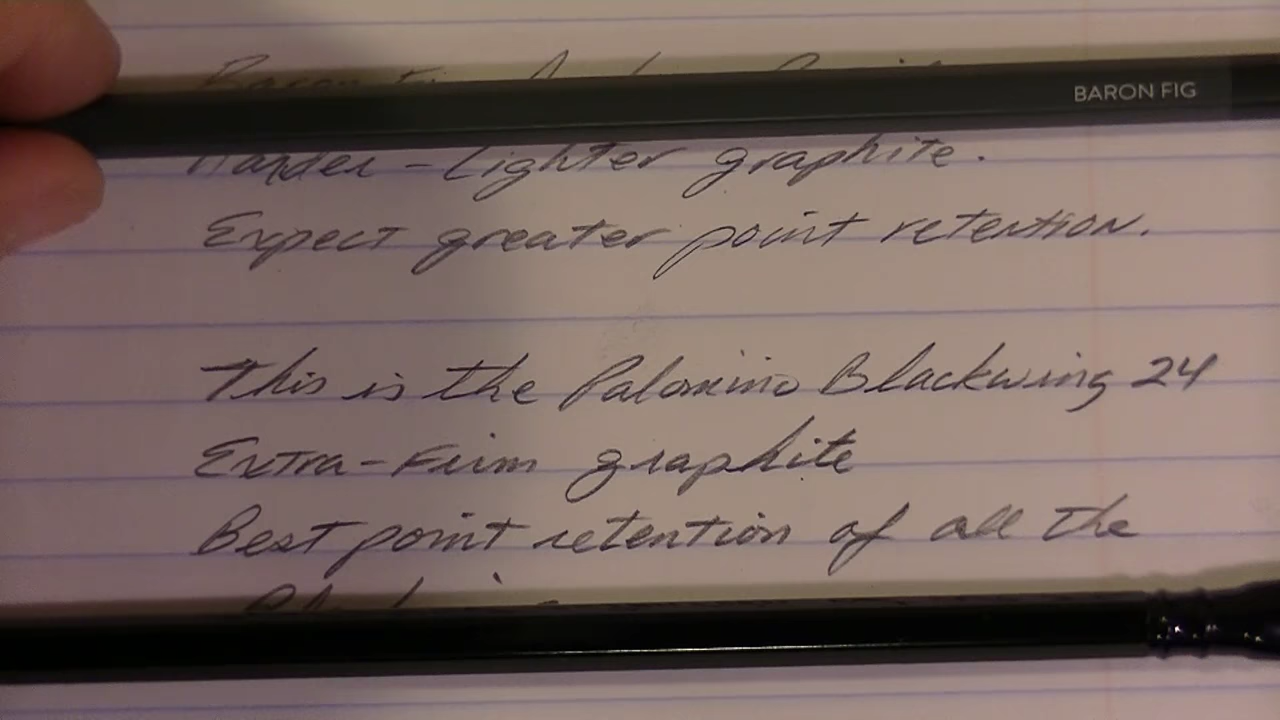 BARON FIG
Harder - Lighter graphite.
Expect greater point retention.
This is the Palomino Blackwing 24
Extra-Firm graphite
Best point retention of all the